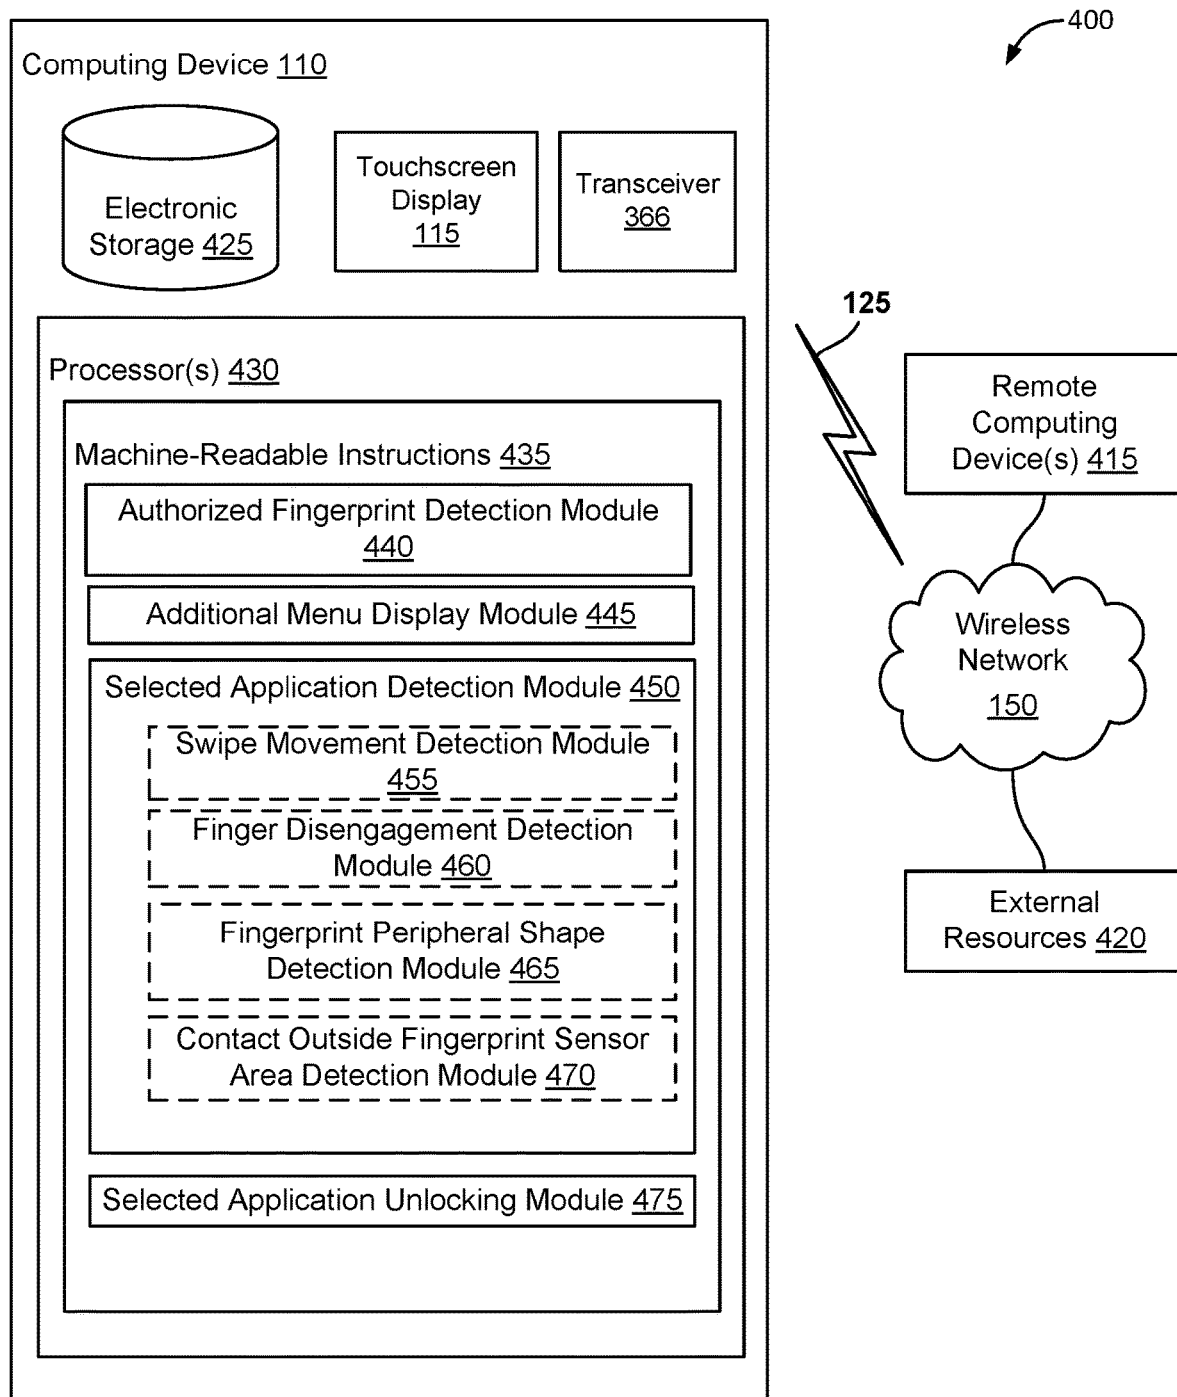 400
Computing Device 110
Electronic
Storage 425
Touchscreen
Display
115
Transceiver
366
125
Processor(s) 430
Remote
Computing
Device(s) 415
Machine-Readable Instructions 435
Authorized Fingerprint Detection Module
440
Additional Menu Display Module 445
Wireless
Network
150
Selected Application Detection Module 450
Swipe Movement Detection Module
455
Finger Disengagement Detection
Module 460
Fingerprint Peripheral Shape
Detection Module 465
External
Resources 420
Contact Outside Fingerprint Sensor
Area Detection Module 470
Selected Application Unlocking Module 475